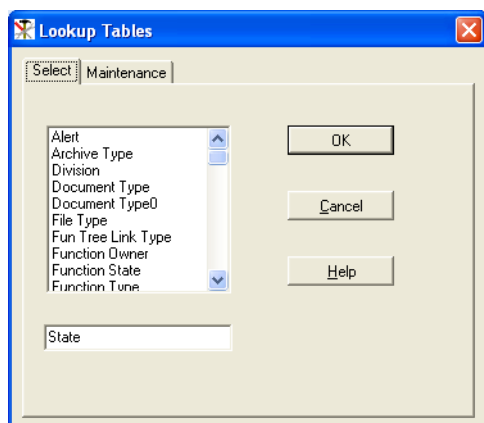 Lookup Tables
Select Maintenance
Alert
Archive Type
Division
Document Type
Document Type0
File Type
Fun Tree Link Type
Function Owner
Function State
Function Type
OK
Cancel
Help
State